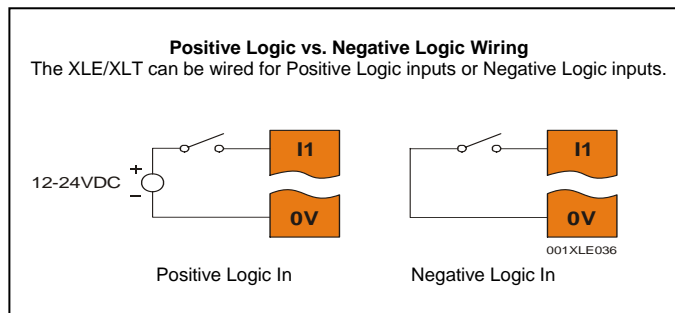 Positive Logic vs. Negative Logic Wiring
The XLE/XLT can be wired for Positive Logic inputs or Negative Logic inputs.
I1
I1
+
12-24VDC
–
0V
0V
001XLE036
Positive Logic In
Negative Logic In